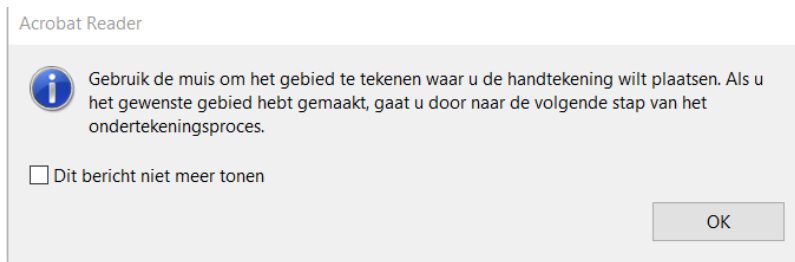 Acrobat Reader
Gebruik de muis om het gebied te tekenen waar u de handtekening wilt plaatsen. Als u
het gewenste gebied hebt gemaakt, gaat u door naar de volgende stap van het
ondertekeningsproces.
Dit bericht niet meer tonen
OK